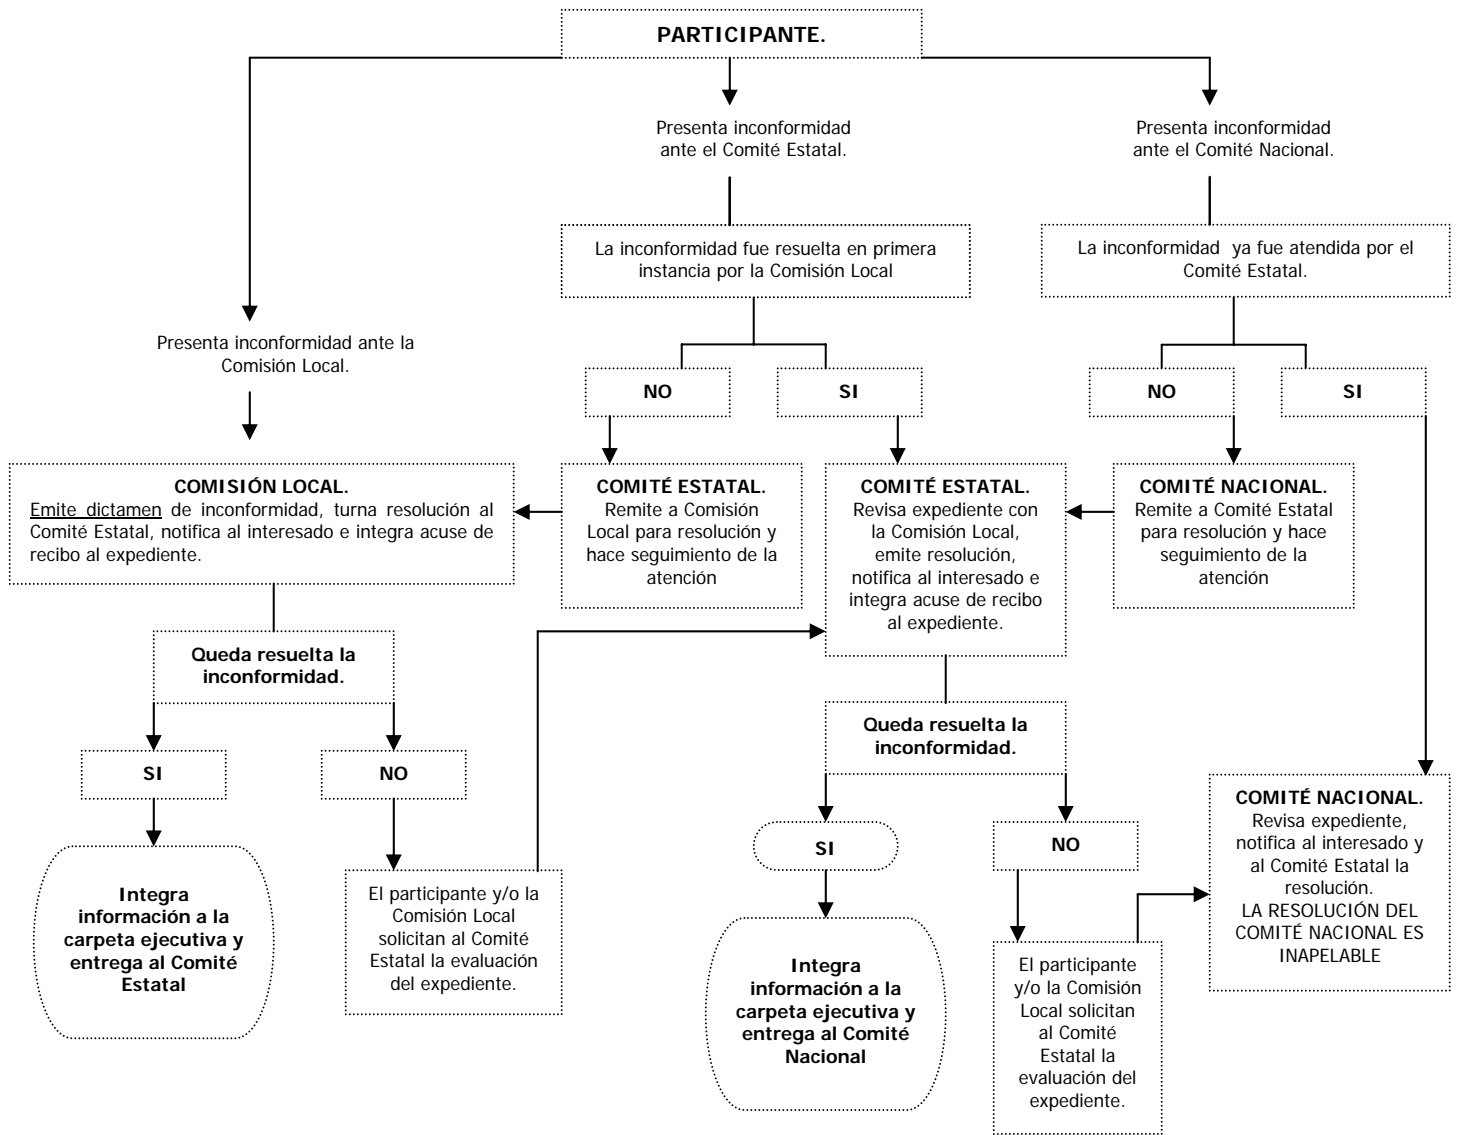 PARTICIPANTE.
Presenta inconformidad
ante el Comité Estatal.
Presenta inconformidad
ante el Comité Nacional.
La inconformidad fue resuelta en primera
instancia por la Comisión Local
La inconformidad ya fue atendida por el
Comité Estatal.
Presenta inconformidad ante la
Comisión Local.
NO
SI
NO
SI
COMISIÓN LOCAL.
Emite dictamen de inconformidad, turna resolución al
Comité Estatal, notifica al interesado e integra acuse de
recibo al expediente.
COMITÉ ESTATAL.
Remite a Comisión
Local para resolución y
hace seguimiento de la
atención
COMITÉ ESTATAL.
Revisa expediente con
la Comisión Local,
emite resolución,
notifica al interesado e
integra acuse de recibo
al expediente.
COMITÉ NACIONAL.
Remite a Comité Estatal
para resolución y hace
seguimiento de la
atención
Queda resuelta la
inconformidad.
SI
NO
Integra
información a la
carpeta ejecutiva y
entrega al Comité
Estatal
El participante y/o la
Comisión Local
solicitan al Comité
Estatal la evaluación
del expediente.
Queda resuelta la
inconformidad.
SI
NO
Integra
información a la
carpeta ejecutiva y
entrega al Comité
Nacional
El participante
y/o la Comisión
Local solicitan
al Comité
Estatal la
evaluación del
expediente.
COMITÉ NACIONAL.
Revisa expediente,
notifica al interesado y
al Comité Estatal la
resolución.
LA RESOLUCIÓN DEL
COMITÉ NACIONAL ES
INAPELABLE